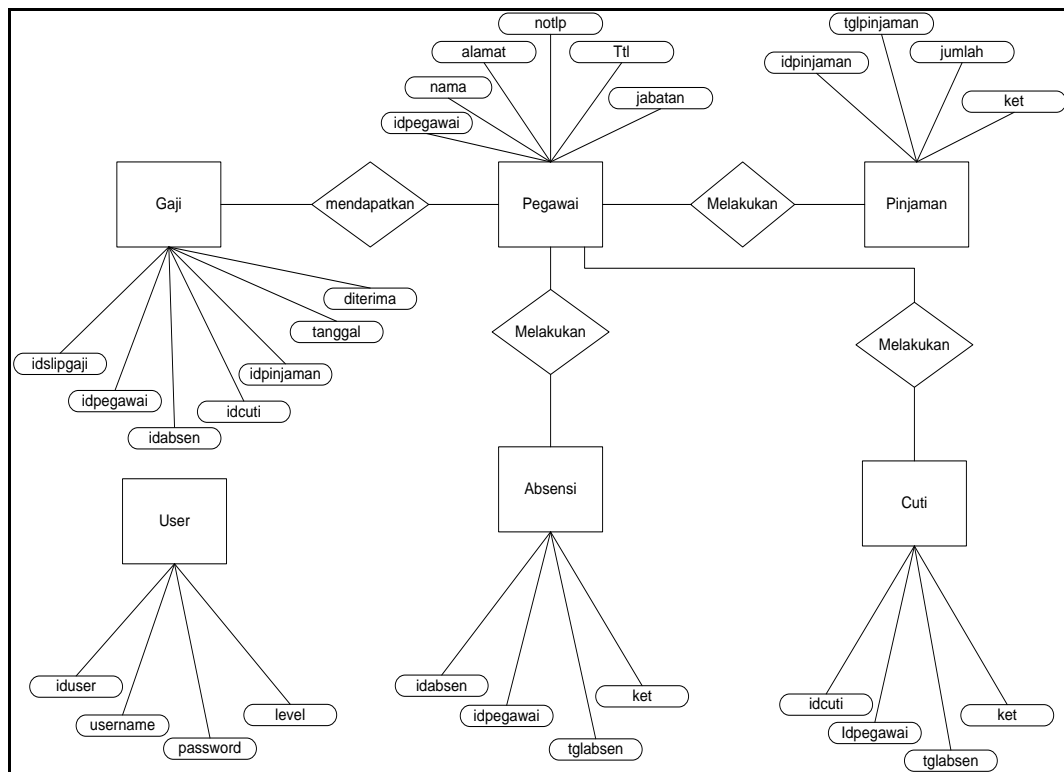 notlp
tglpinjaman
alamat
Ttl
jumlah
idpinjaman
nama
jabatan
ket
idpegawai
Gaji
mendapatkan
Pegawai
Melakukan
Pinjaman
diterima
tanggal
Melakukan
Melakukan
idslipgaji
idpinjaman
idpegawai
idcuti
idabsen
Absensi
Cuti
User
iduser
level
username
password
idabsen
ket
idpegawai
tglabsen
idcuti
ket
Idpegawai
tglabsen